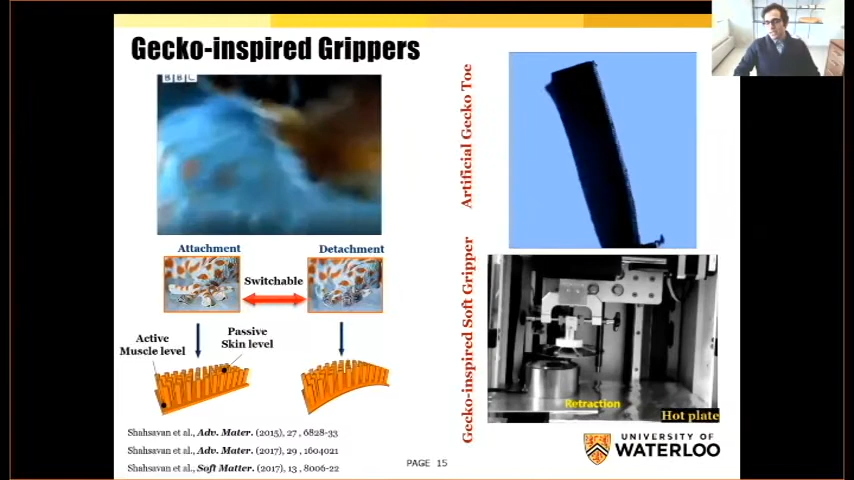 Gecko-inspired Grippers
BBC
Attachment
Detachment
Switchable
Active
Muscle level
Passive
Skin level
Shahsavan et al., Adv. Mater. (2015), 27 , 6828-33
Shahsavan et al., Adv. Mater. (2017), 29 , 1604021
Shahsavan et al., Soft Matter. (2017), 13 , 8006-22
PAGE 15
Artificial Gecko Toe
Gecko-inspired Soft Gripper
Retraction
Hot plate
UNIVERSITY OF
WATERLOO